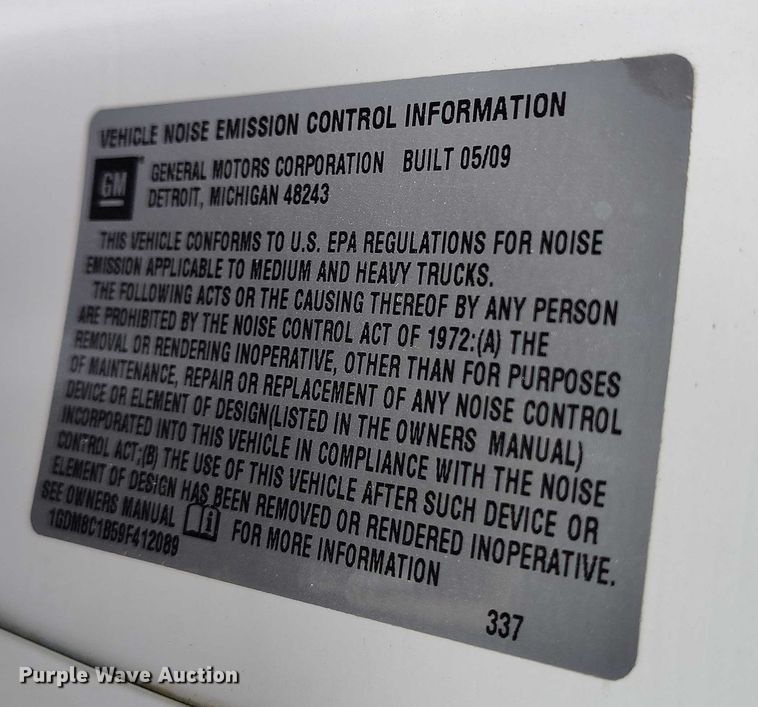 VEHICLE NOISE EMISSION CONTROL INFORMATION
GM
GENERAL MOTORS CORPORATION BUILT 05/09
DETROIT, MICHIGAN 48243
THIS VEHICLE CONFORMS TO U.S. EPA REGULATIONS FOR NOISE
EMISSION APPLICABLE TO MEDIUM AND HEAVY TRUCKS.
THE FOLLOWING ACTS OR THE CAUSING THEREOF BY ANY PERSON
ARE PROHIBITED BY THE NOISE CONTROL ACT OF 1972:(A) THE
REMOVAL OR RENDERING INOPERATIVE, OTHER THAN FOR PURPOSES
OF MAINTENANCE, REPAIR OR REPLACEMENT OF ANY NOISE CONTROL
DEVICE OR ELEMENT OF DESIGN(LISTED IN THE OWNERS MANUAL)
INCORPORATED INTO THIS VEHICLE IN COMPLIANCE WITH THE NOISE
CONTROL ACT;(B) THE USE OF THIS VEHICLE AFTER SUCH DEVICE OR
ELEMENT OF DESIGN HAS BEEN REMOVED OR RENDERED INOPERATIVE.
SEE OWNERS MANUAL i FOR MORE INFORMATION
1GDM8C1B59F412089
337
Purple Wave Auction